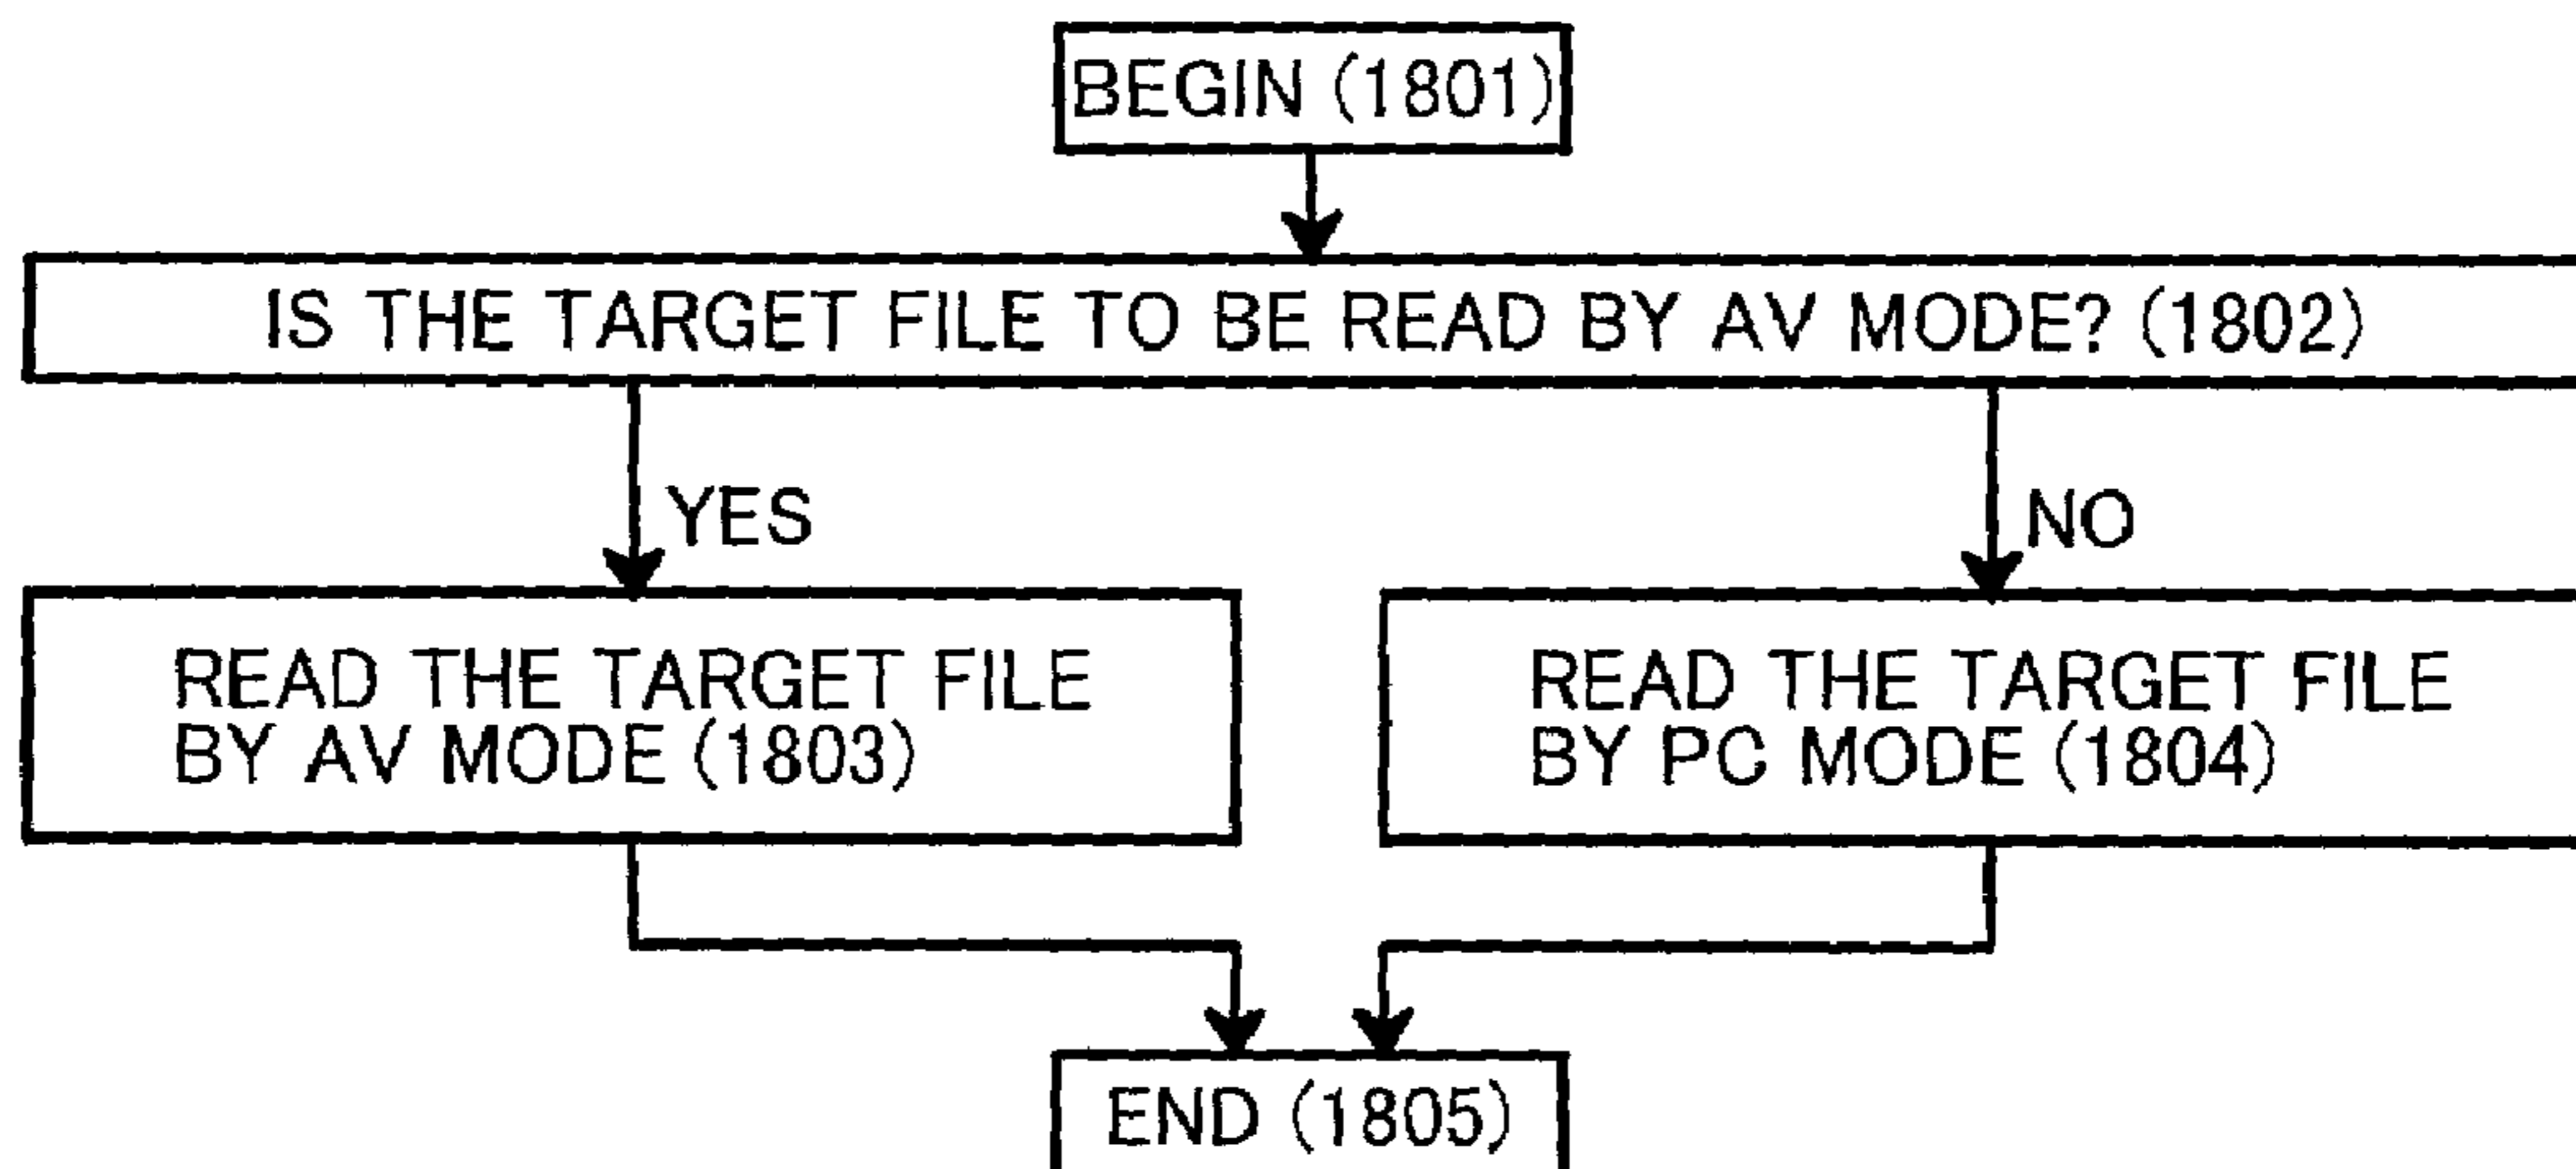 BEGIN (1801)
IS THE TARGET FILE TO BE READ BY AV MODE? (1802)
YES
NO
READ THE TARGET FILE
BY AV MODE (1803)
READ THE TARGET FILE
BY PC MODE (1804)
END (1805)